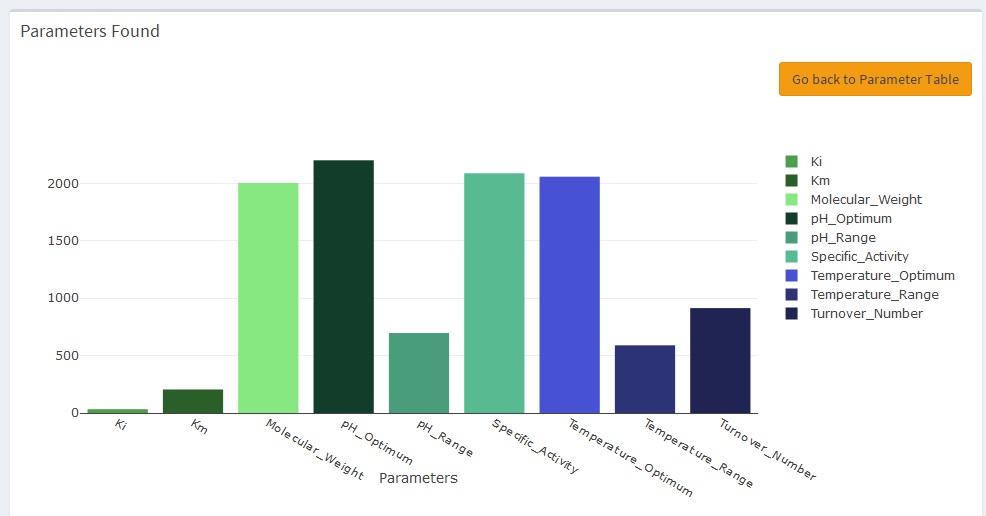 Parameters Found
Go back to Parameter Table
2000
1500
1000
500
0
Ki
Km
Molecular_Weight
pH_Optimum
pH_Range
Specific_Activity
Temperature_Optimum
Temperature_Range
Turnover_Number
Parameters
Ki
Km
Molecular_Weight
pH_Optimum
pH_Range
Specific_Activity
Temperature_Optimum
Temperature_Range
Turnover_Number